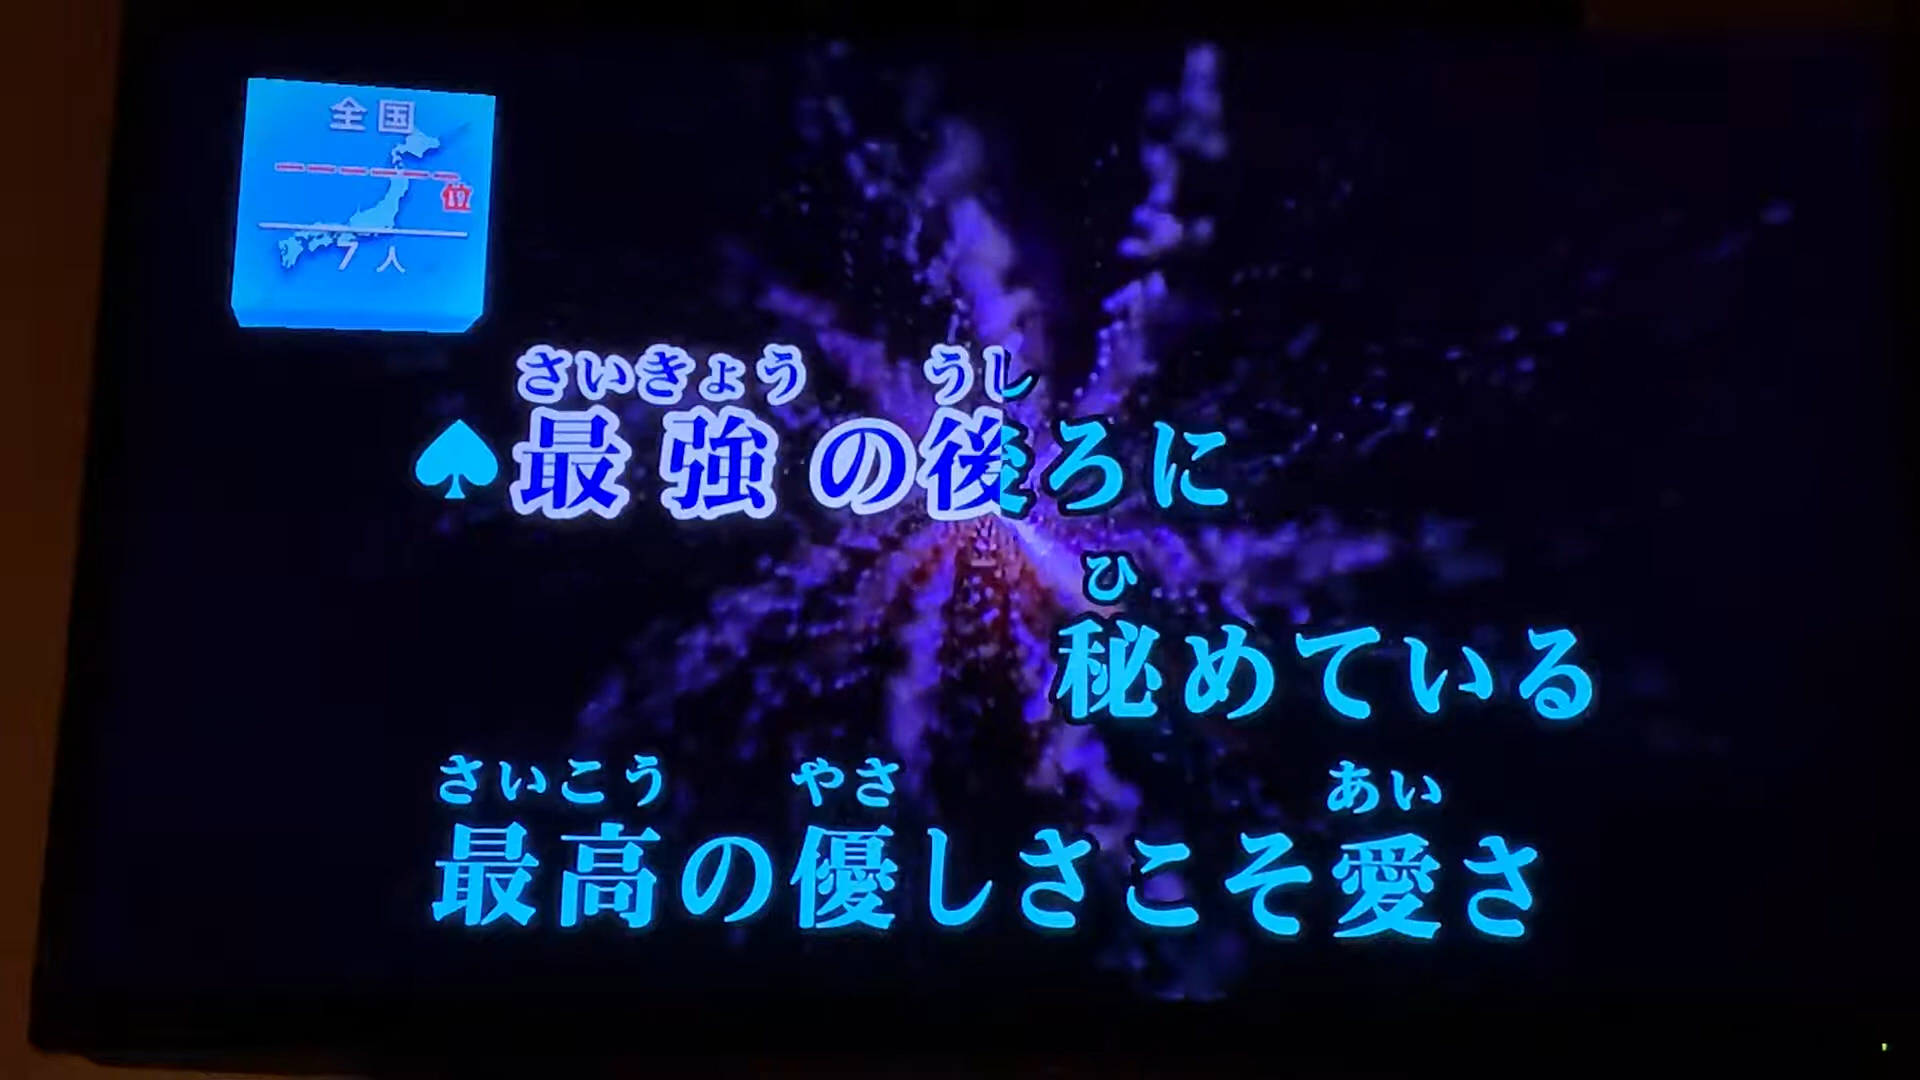 全国
-----位
7人
さいきょう うし
♠最強の後ろに
ひ
秘めている
さいこう やさ あい
最高の優しさこそ愛さ